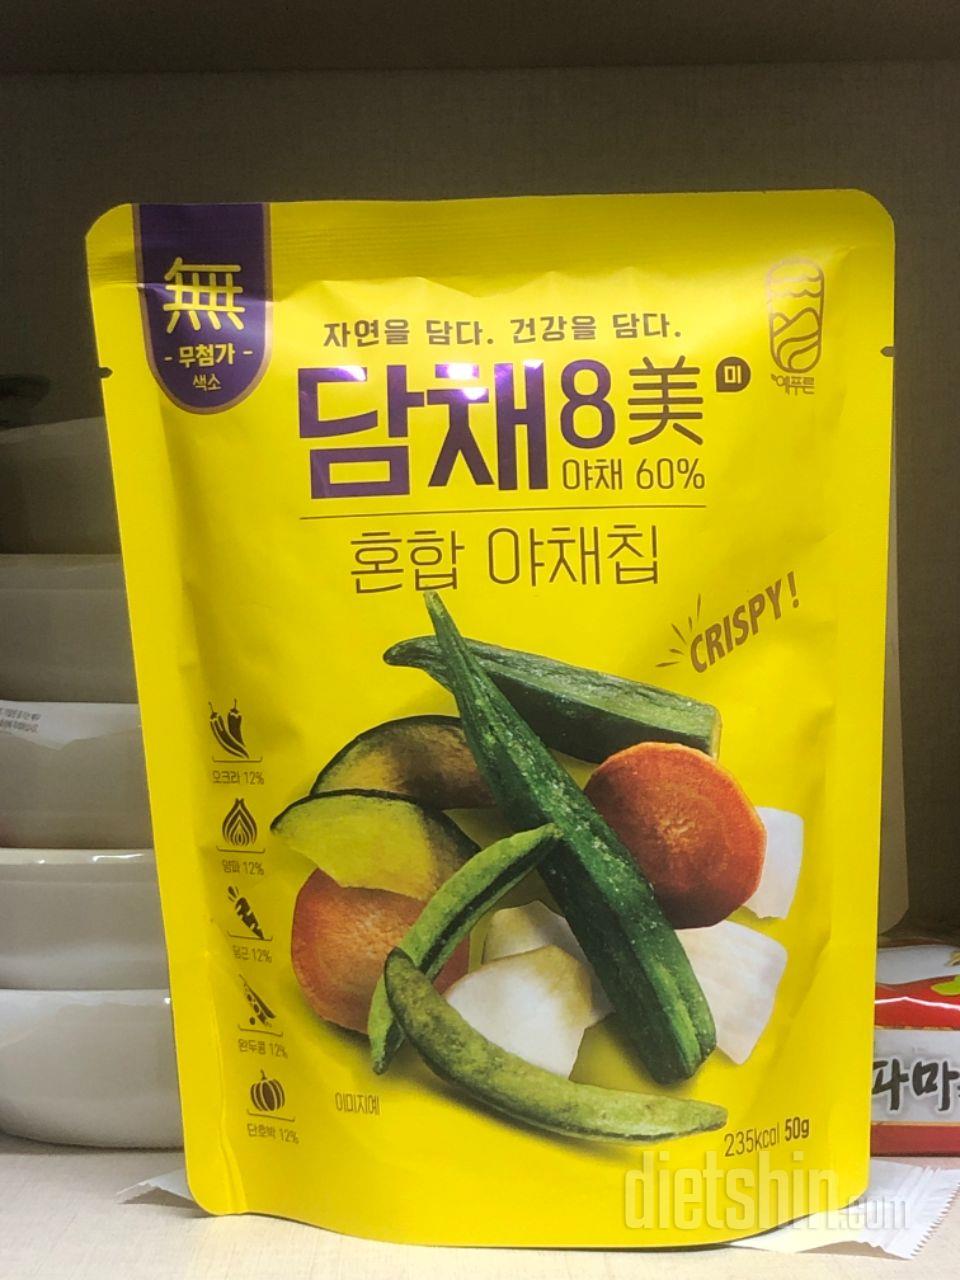 無
- 무첨가 -
색소
자연을 담다. 건강을 담다.
담채8美 미
야채 60%
예푸른
혼합 야채칩
CRISPY!
오크라 12%
양파 12%
당근 12%
완두콩 12%
단호박 12%
이미지예
235kcal 50g
파마
dietshin.com